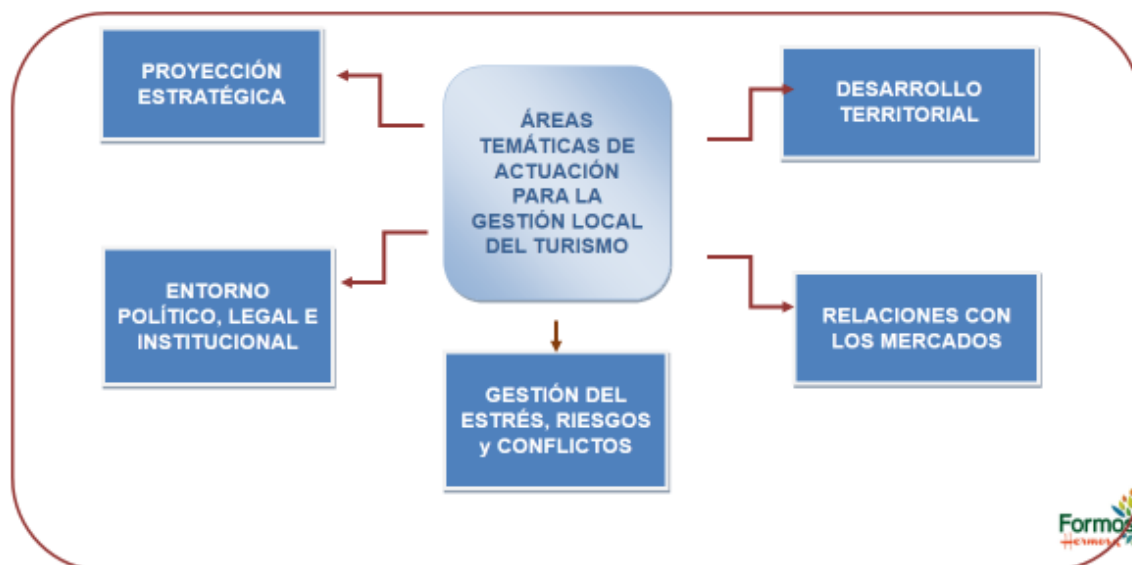 PROYECCIÓN
ESTRATÉGICA
ÁREAS
TEMÁTICAS DE
ACTUACIÓN
PARA LA
GESTIÓN LOCAL
DEL TURISMO
DESARROLLO
TERRITORIAL
ENTORNO
POLÍTICO, LEGAL E
INSTITUCIONAL
RELACIONES CON
LOS MERCADOS
GESTIÓN DEL
ESTRÉS, RIESGOS
y CONFLICTOS